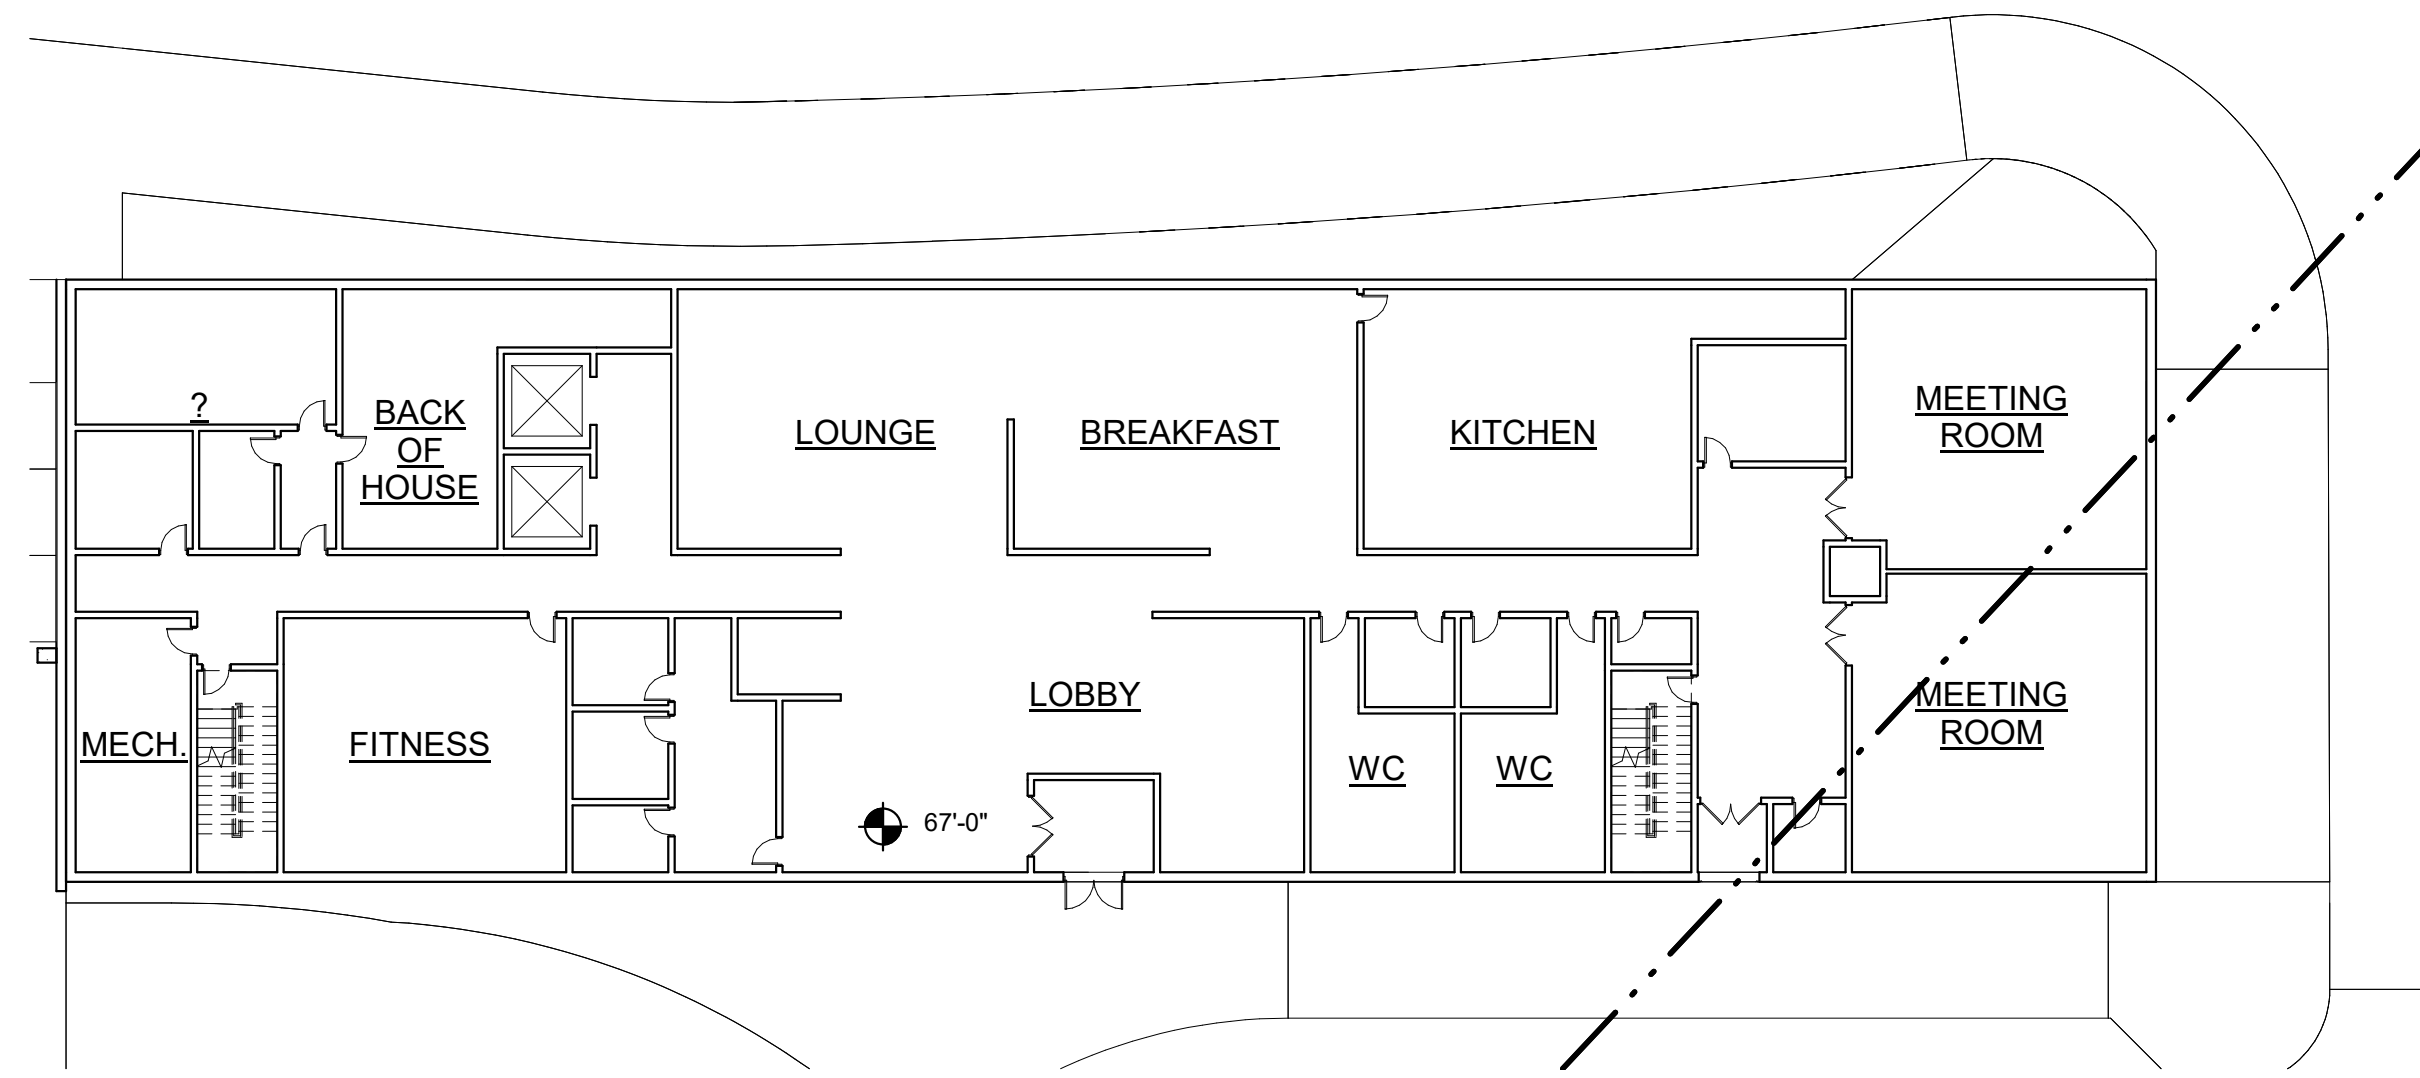 ?
BACK
OF
HOUSE
LOUNGE
BREAKFAST
KITCHEN
MEETING
ROOM
MECH.
FITNESS
LOBBY
67'-0"
WC
WC
MEETING
ROOM